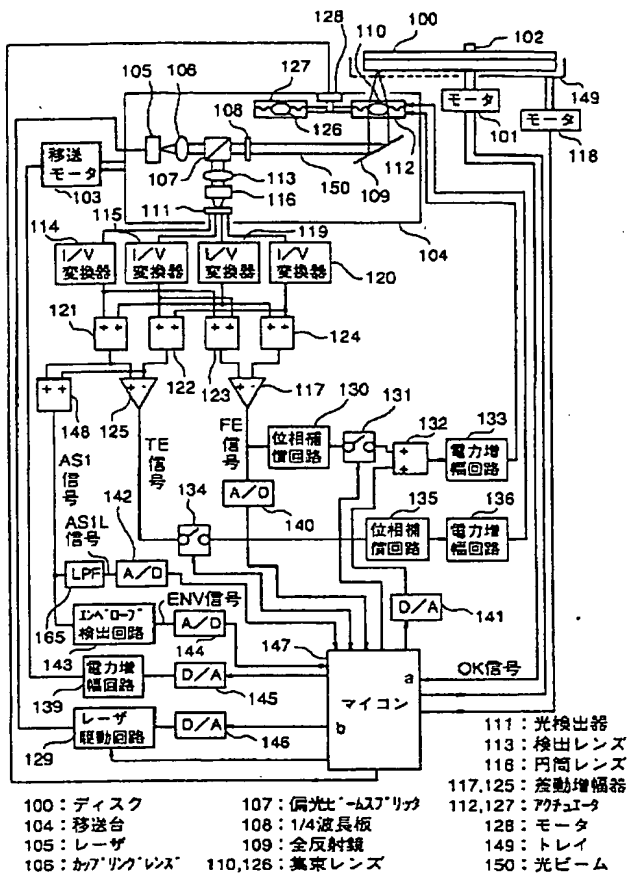 100
102
128
110
127
105
106
108
126
149
モータ
101
モータ
118
移送
モータ
103
107
113
116
150
109
112
111
104
114
115
119
I/V
変換器
I/V
変換器
I/V
変換器
I/V
変換器
120
121
+ +
+ +
+ +
+ +
124
122
123
+ +
148
+ -
125
+ -
117
130
131
132
133
AS1
信号
TE
信号
FE
信号
位相補
償回路
+
+
電力増
幅回路
134
A/D
140
135
136
位相補
償回路
電力増
幅回路
AS1L
信号
142
LPF
A/D
165
エンベロープ
検出回路
ENV信号
A/D
144
143
D/A
141
147
a
OK信号
マイコン
b
電力増
幅回路
139
D/A
145
レーザ
駆動回路
129
D/A
146
111:光検出器
113:検出レンズ
116:円筒レンズ
117,125:差動増幅器
100:ディスク
107:偏光ビームスプリッタ
112,127:アクチュエータ
104:移送台
108:1/4波長板
128:モータ
105:レーザ
109:全反射鏡
149:トレイ
106:カップリングレンズ
110,126:集束レンズ
150:光ビーム